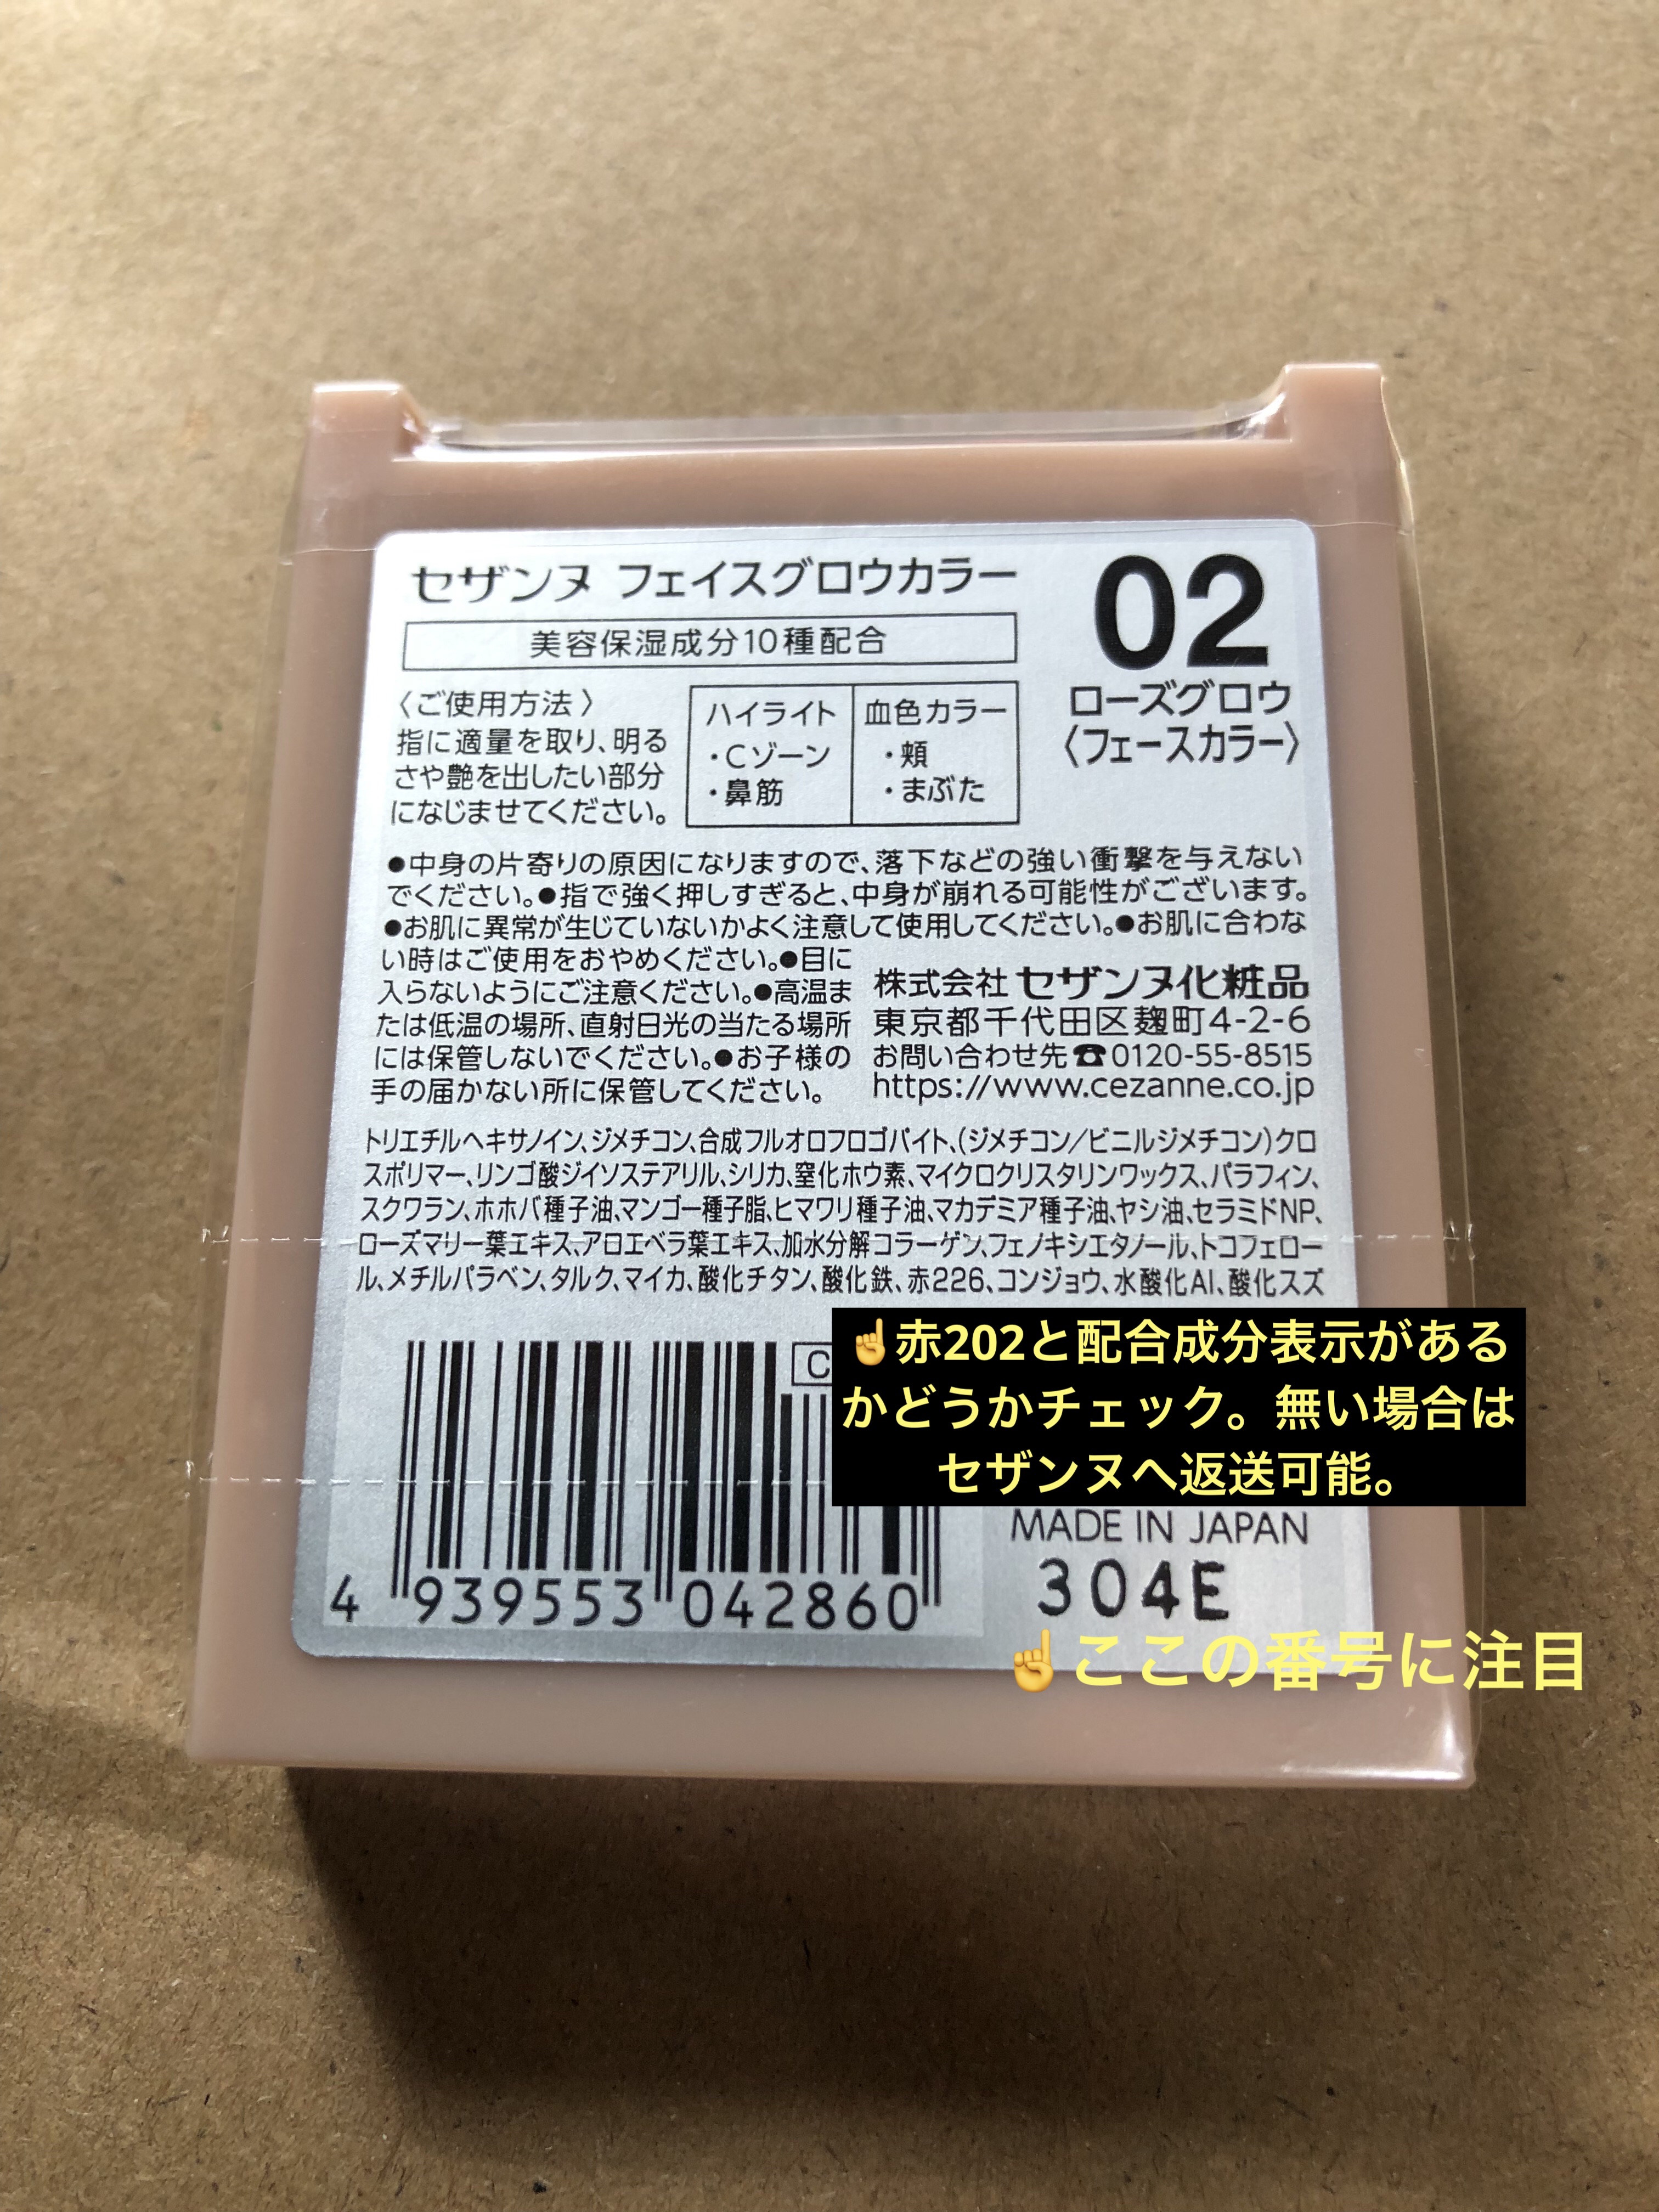 セザンヌ フェイスグロウカラー
02
美容保湿成分10種配合
ローズグロウ
〈フェースカラー〉
〈ご使用方法〉
指に適量を取り、明る
さや艶を出したい部分
になじませてください。
ハイライト
・Cゾーン
・鼻筋
血色カラー
・頬
・まぶた
●中身の片寄りの原因になりますので、落下などの強い衝撃を与えない
でください。●指で強く押しすぎると、中身が崩れる可能性がございます。
●お肌に異常が生じていないかよく注意して使用してください。●お肌に合わな
い時はご使用をおやめください。●目に
入らないようにご注意ください。●高温ま
たは低温の場所、直射日光の当たる場所
には保管しないでください。●お子様の
手の届かない所に保管してください。
株式会社 セザンヌ化粧品
東京都千代田区麹町4-2-6
お問い合わせ先☎0120-55-8515
https://www.cezanne.co.jp
トリエチルヘキサノイン、ジメチコン、合成フルオロフロゴパイト、(ジメチコン/ビニルジメチコン)クロ
スポリマー、リンゴ酸ジイソステアリル、シリカ、窒化ホウ素、マイクロクリスタリンワックス、パラフィン、
スクワラン、ホホバ種子油、マンゴー種子脂、ヒマワリ種子油、マカデミア種子油、ヤシ油、セラミドNP、
ローズマリー葉エキス、アロエベラ葉エキス、加水分解コラーゲン、フェノキシエタノール、トコフェロー
ル、メチルパラベン、タルク、マイカ、酸化チタン、酸化鉄、赤226、コンジョウ、水酸化Al、酸化スズ
☝赤202と配合成分表示がある
かどうかチェック。無い場合は
セザンヌへ返送可能。
C
MADE IN JAPAN
304E
4 939553 042860
☝ここの番号に注目